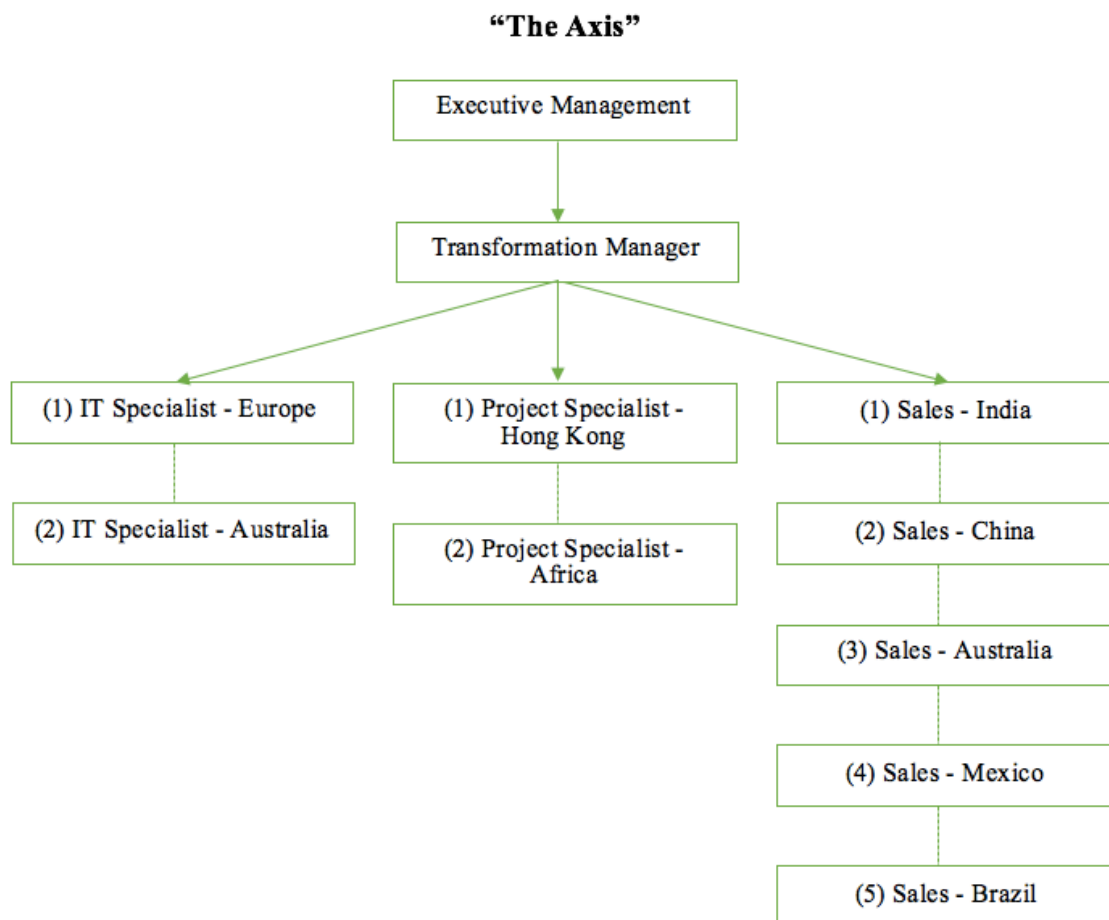 “The Axis”
Executive Management
Transformation Manager
(1) IT Specialist - Europe
(2) IT Specialist - Australia
(1) Project Specialist -
Hong Kong
(2) Project Specialist -
Africa
(1) Sales - India
(2) Sales - China
(3) Sales - Australia
(4) Sales - Mexico
(5) Sales - Brazil